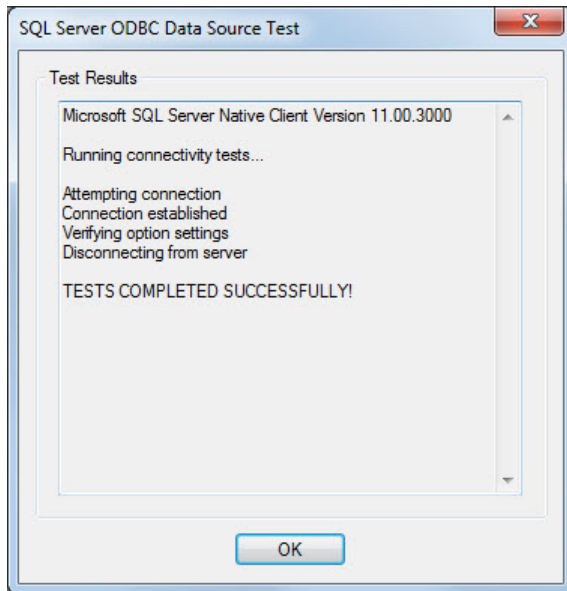 SQL Server ODBC Data Source Test
Test Results
Microsoft SQL Server Native Client Version 11.00.3000
Running connectivity tests...
Attempting connection
Connection established
Verifying option settings
Disconnecting from server
TESTS COMPLETED SUCCESSFULLY!
OK